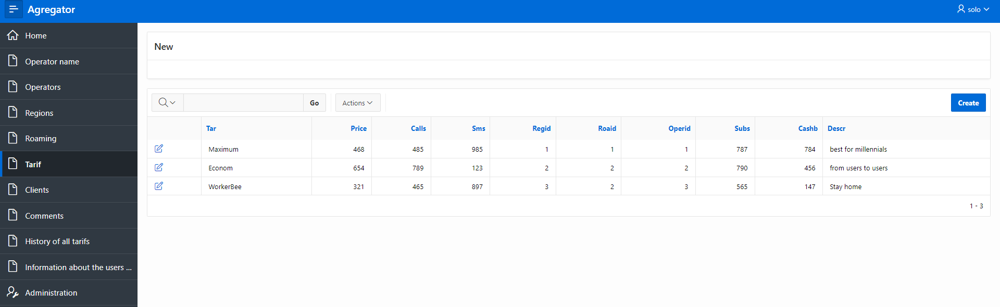 Agregator
solo
Home
Operator name
Operators
Regions
Roaming
Tarif
Clients
Comments
History of all tarifs
Information about the users ...
Administration
New
Go
Actions
Create
Tar Price Calls Sms Regid Roaid Operid Subs Cashb Descr
Maximum 468 485 985 1 1 1 787 784 best for millennials
Econom 654 789 123 2 2 2 790 456 from users to users
WorkerBee 321 465 897 3 2 3 565 147 Stay home
1 - 3